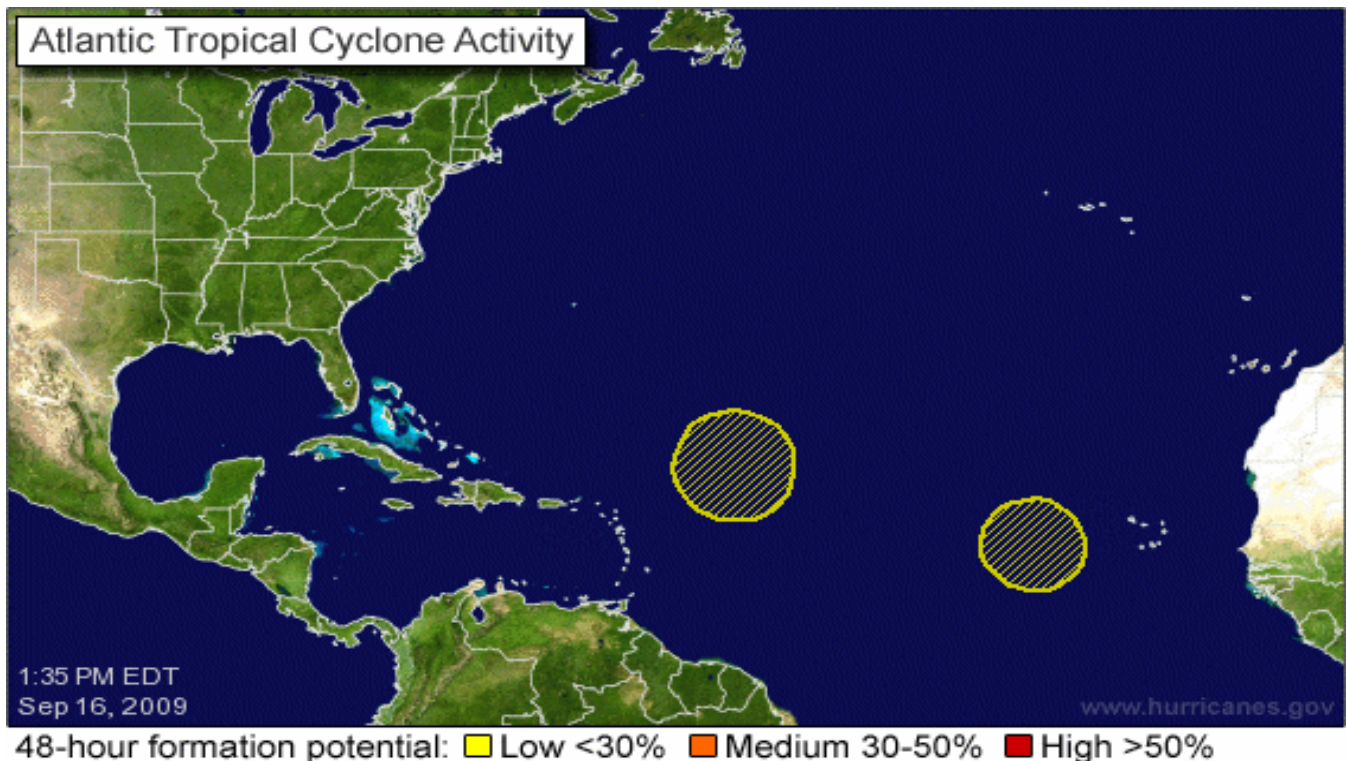 Atlantic Tropical Cyclone Activity
1:35 PM EDT
Sep 16, 2009
www.hurricanes.gov
48-hour formation potential: Low <30% Medium 30-50% High >50%